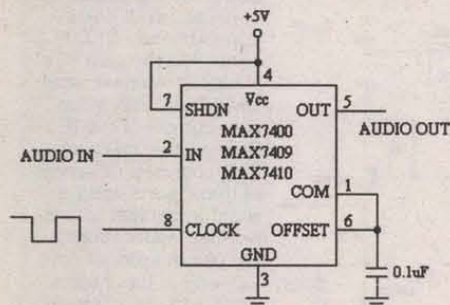 +5V
4
7 SHDN Vcc OUT 5
AUDIO OUT
MAX7400
AUDIO IN 2 IN MAX7409
MAX7410
COM 1
8 CLOCK OFFSET 6
GND
3
0.1uF